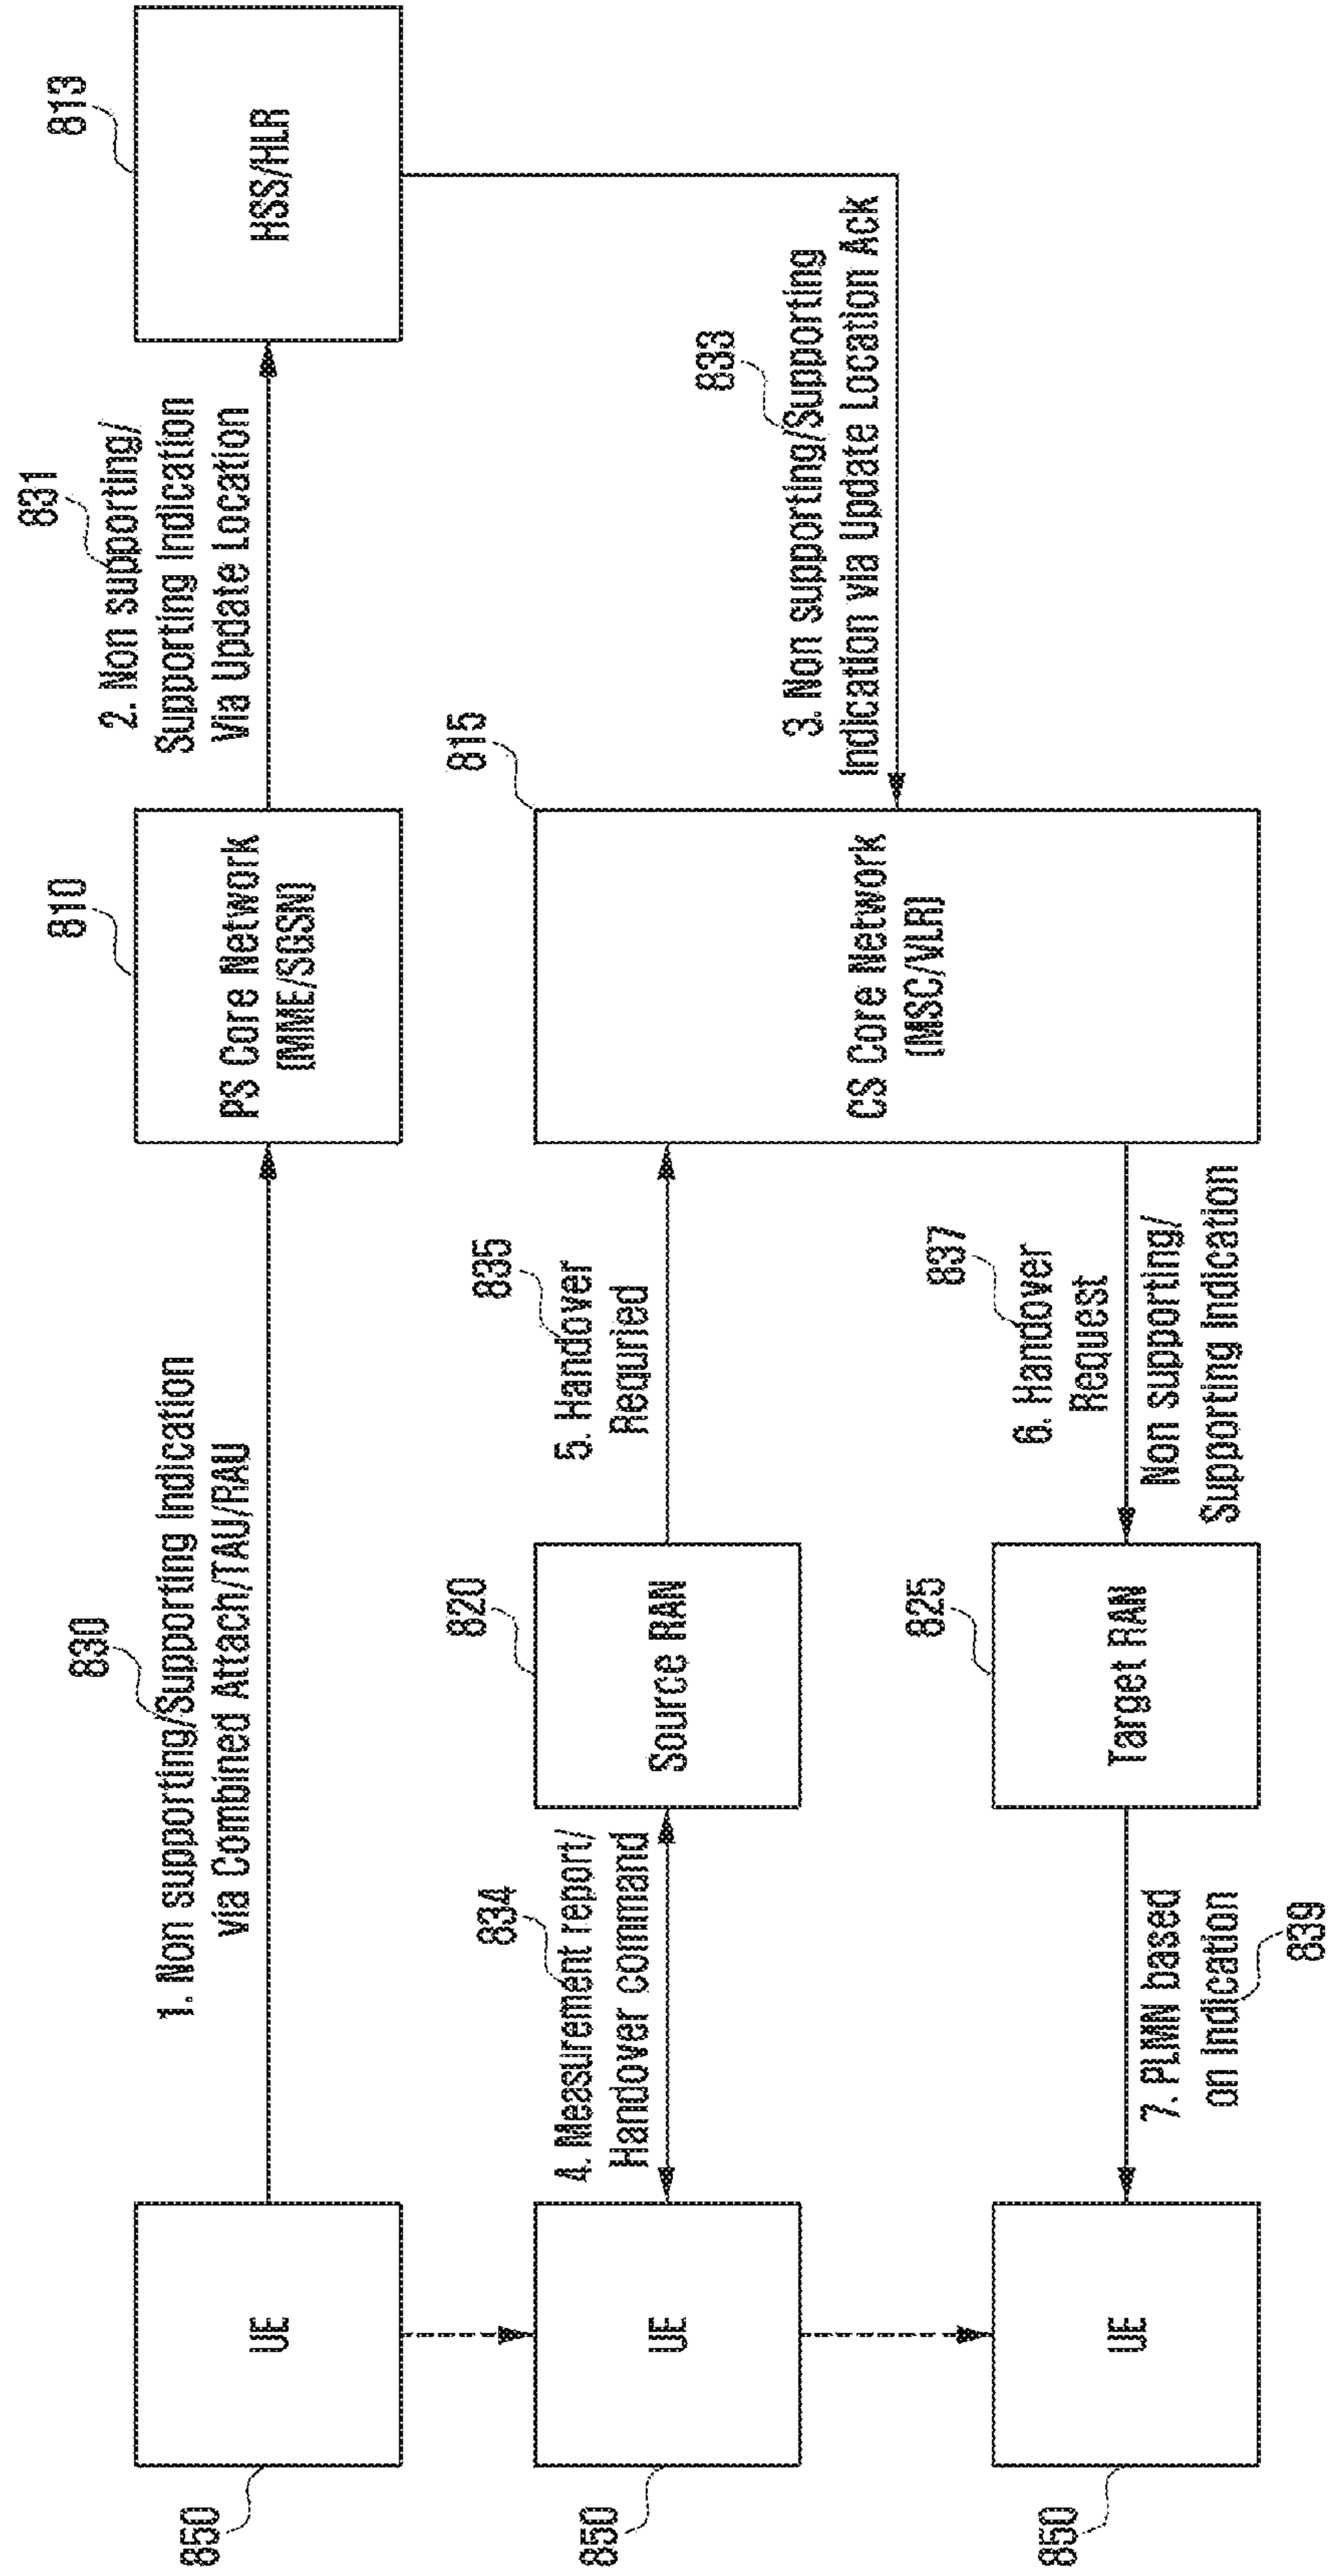 830
831
813
810
1. Non supporting/Supporting Indication
via Combined Attach/TAU/RAU
2. Non supporting/
Supporting Indication
Via Update Location
UE
PS Core Network
(MME/SGSN)
HSS/HLR
850
834
820
835
815
833
4. Measurement report/
Handover command
5. Handover
Requried
3. Non supporting/Supporting
Indication via Update Location Ack
UE
Source RAN
CS Core Network
(MSC/VLR)
850
825
837
6. Handover
Request
UE
Target RAN
7. PLMN based
on Indication
Non supporting/
Supporting Indication
850
839